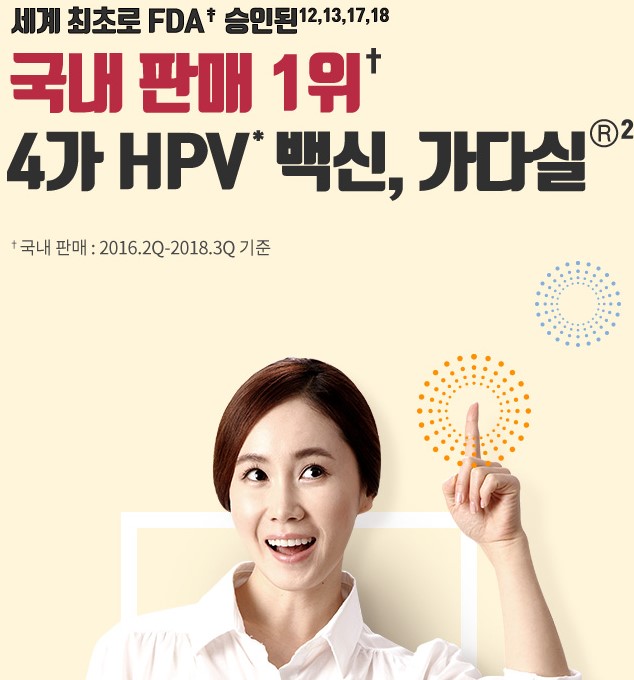 세계 최초로 FDA‡ 승인된12,13,17,18
국내 판매 1위†
4가 HPV* 백신, 가다실®2
† 국내 판매 : 2016.2Q-2018.3Q 기준